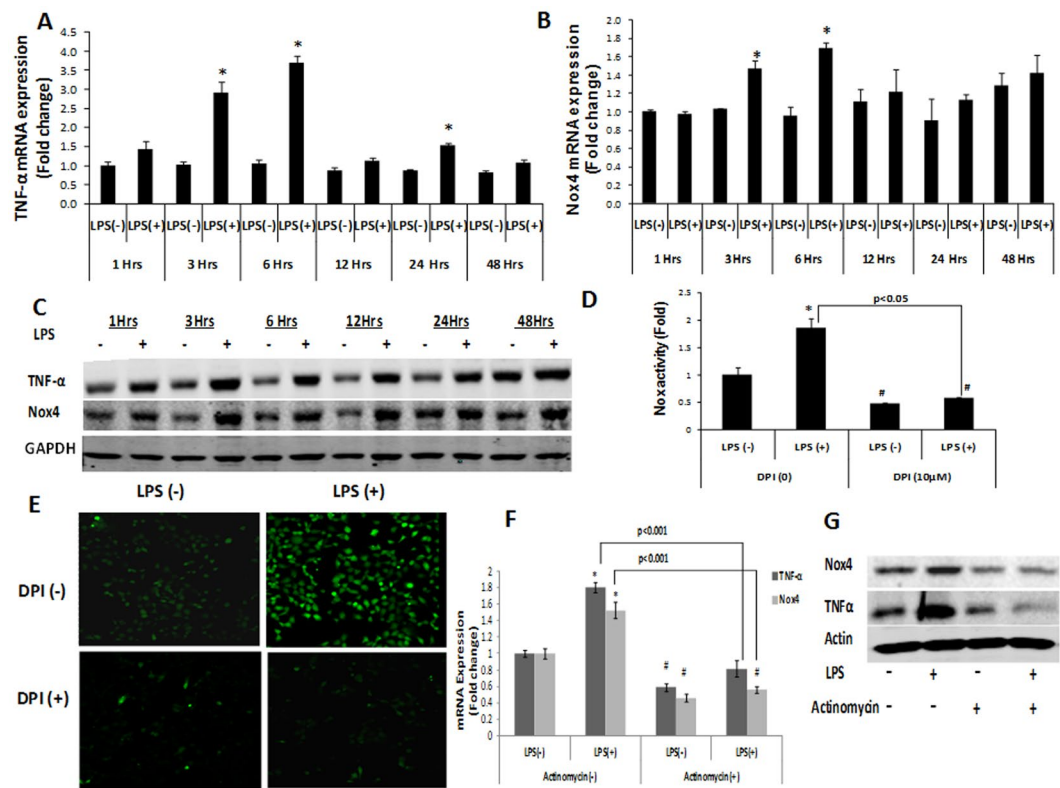 A
TNF-α mRNA expression
(Fold change)
4.5
4.0
3.5
3.0
2.5
2.0
1.5
1.0
0.5
0.0
*
*
*
LPS(-) LPS(+) LPS(-) LPS(+) LPS(-) LPS(+) LPS(-) LPS(+) LPS(-) LPS(+) LPS(-) LPS(+)
1 Hrs 3 Hrs 6 Hrs 12 Hrs 24 Hrs 48 Hrs
B
Nox4 mRNA expression
(Fold change)
2.0
1.8
1.6
1.4
1.2
1.0
0.8
0.6
0.4
0.2
0.0
*
*
LPS(-) LPS(+) LPS(-) LPS(+) LPS(-) LPS(+) LPS(-) LPS(+) LPS(-) LPS(+) LPS(-) LPS(+)
1 Hrs 3 Hrs 6 Hrs 12 Hrs 24 Hrs 48 Hrs
C
1Hrs 3Hrs 6 Hrs 12Hrs 24Hrs 48Hrs
LPS - + - + - + - + - + - +
TNF-α
Nox4
GAPDH
D
Noxactivity (Fold)
2.5
2
1.5
1
0.5
0
*
p<0.05
#
#
LPS (-) LPS (+) LPS (-) LPS (+)
DPI (0) DPI (10μM)
E
LPS (-) LPS (+)
DPI (-)
DPI (+)
F
mRNA Expression
(Fold change)
2
1.8
1.6
1.4
1.2
1
0.8
0.6
0.4
0.2
0
p<0.001
p<0.001
TNF-α
Nox4
* *
# #
#
LPS(-) LPS(+) LPS(-) LPS(+)
Actinomycin(-) Actinomycin(+)
G
Nox4
TNFα
Actin
LPS - + - +
Actinomycin - - + +